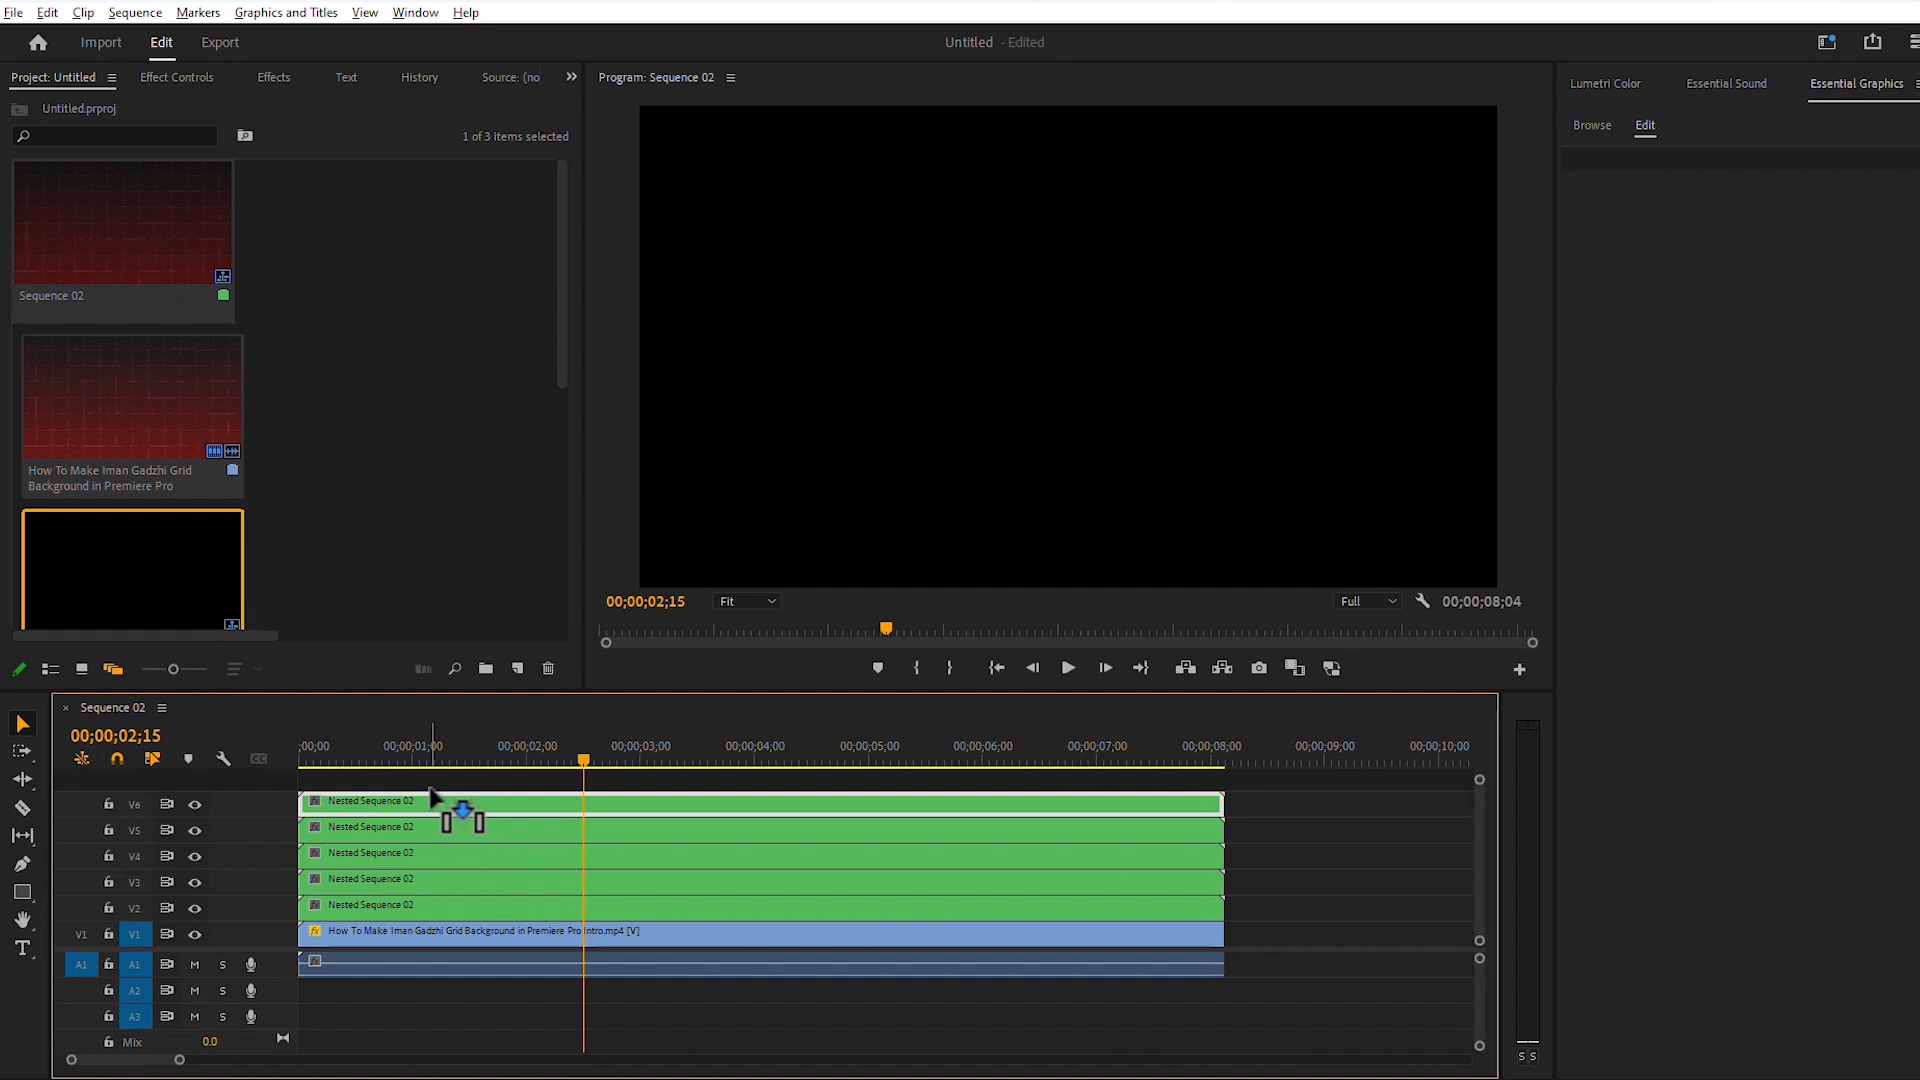 File Edit Clip Sequence Markers Graphics and Titles View Window Help
Import Edit Export Untitled - Edited
Project: Untitled Effect Controls Effects Text History Source: (no
Untitled.prproj
1 of 3 items selected
Sequence 02
How To Make Iman Gadzhi Grid
Background in Premiere Pro
Program: Sequence 02
00;00;02;15 Fit Full 00;00;08;04
Lumetri Color Essential Sound Essential Graphics
Browse Edit
Sequence 02
00;00;02;15
;00;00 00;00;01;00 00;00;02;00 00;00;03;00 00;00;04;00 00;00;05;00 00;00;06;00 00;00;07;00 00;00;08;00 00;00;09;00 00;00;10;00
V6 Nested Sequence 02
V5 Nested Sequence 02
V4 Nested Sequence 02
V3 Nested Sequence 02
V2 Nested Sequence 02
V1 V1 fx How To Make Iman Gadzhi Grid Background in Premiere Pro Intro.mp4 [V]
A1 A1 M S
A2 M S
A3 M S
Mix 0.0
S S